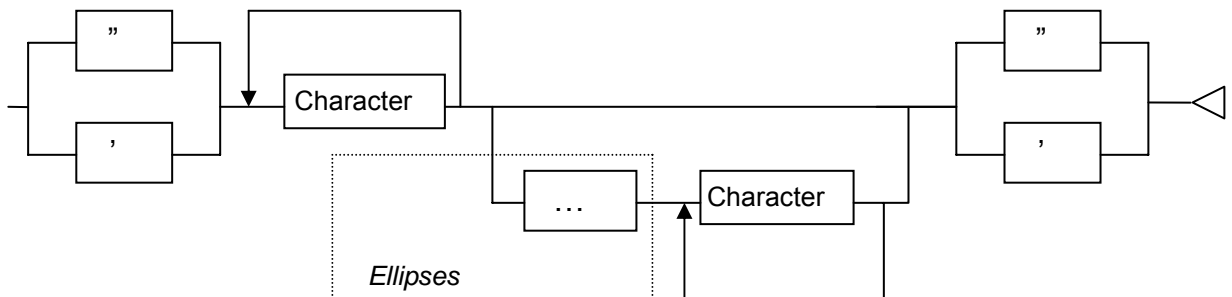 ” ”
Character
’ ’
… Character
Ellipses